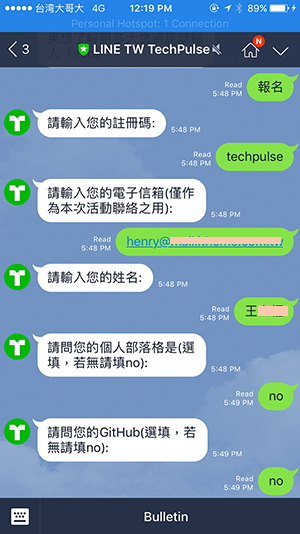 台灣大哥大 4G 12:19 PM 89%
Personal Hotspot: 1 Connection
3 LINE TW TechPulse N
Read
5:48 PM
報名
請輸入您的註冊碼:
5:48 PM
Read
5:48 PM
techpulse
請輸入您的電子信箱(僅作
為本次活動聯絡之用):
5:48 PM
Read
5:48 PM
henry@
請輸入您的姓名:
5:48 PM
Read
5:48 PM
王
請問您的個人部落格是(選
填，若無請填no):
5:48 PM
Read
5:49 PM
no
請問您的GitHub(選填，若
無請填no):
5:49 PM
Read
5:49 PM
no
Bulletin